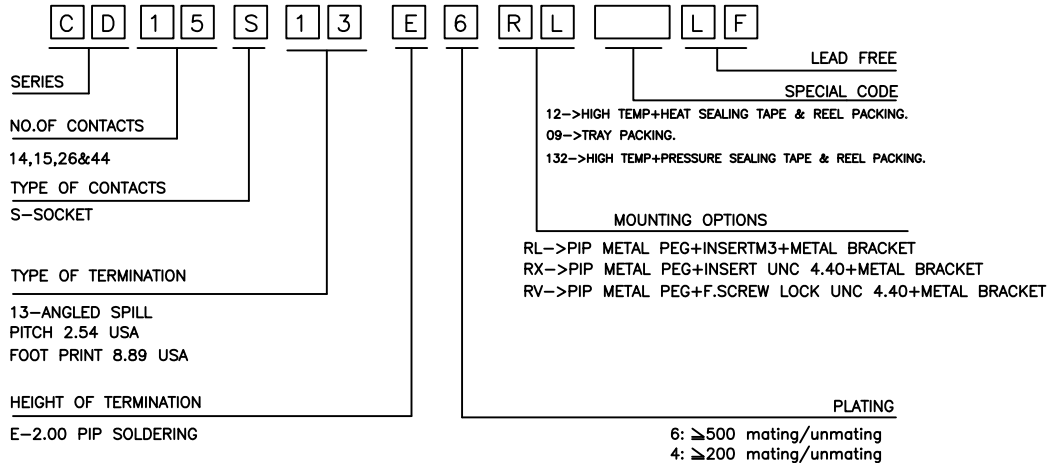 CD 15 S 13 E 6 RL LF
LEAD FREE
SERIES
SPECIAL CODE
12->HIGH TEMP+HEAT SEALING TAPE & REEL PACKING.
NO.OF CONTACTS
09->TRAY PACKING.
14,15,26&44
132->HIGH TEMP+PRESSURE SEALING TAPE & REEL PACKING.
TYPE OF CONTACTS
S-SOCKET
MOUNTING OPTIONS
RL->PIP METAL PEG+INSERTM3+METAL BRACKET
RX->PIP METAL PEG+INSERT UNC 4.40+METAL BRACKET
RV->PIP METAL PEG+F.SCREW LOCK UNC 4.40+METAL BRACKET
TYPE OF TERMINATION
13-ANGLED SPILL
PITCH 2.54 USA
FOOT PRINT 8.89 USA
HEIGHT OF TERMINATION
E-2.00 PIP SOLDERING
PLATING
6: ≥500 mating/unmating
4: ≥200 mating/unmating